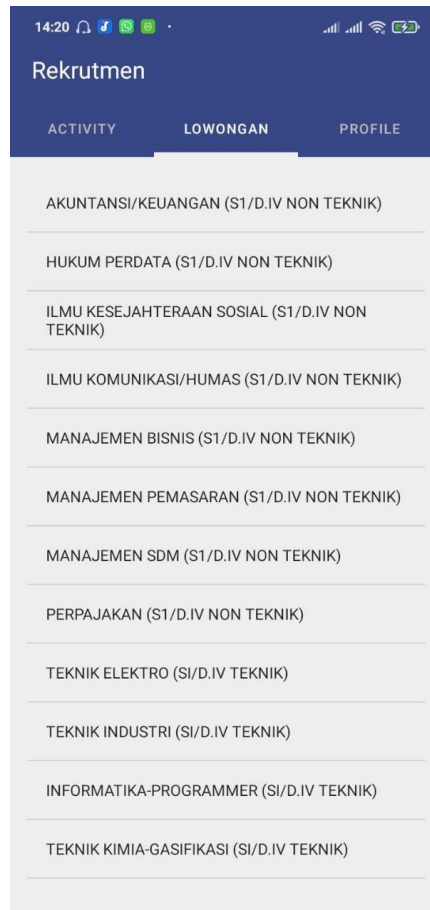 14:20
Rekrutmen
ACTIVITY
LOWONGAN
PROFILE
AKUNTANSI/KEUANGAN (S1/D.IV NON TEKNIK)
HUKUM PERDATA (S1/D.IV NON TEKNIK)
ILMU KESEJAHTERAAN SOSIAL (S1/D.IV NON
TEKNIK)
ILMU KOMUNIKASI/HUMAS (S1/D.IV NON TEKNIK)
MANAJEMEN BISNIS (S1/D.IV NON TEKNIK)
MANAJEMEN PEMASARAN (S1/D.IV NON TEKNIK)
MANAJEMEN SDM (S1/D.IV NON TEKNIK)
PERPAJAKAN (S1/D.IV NON TEKNIK)
TEKNIK ELEKTRO (SI/D.IV TEKNIK)
TEKNIK INDUSTRI (SI/D.IV TEKNIK)
INFORMATIKA-PROGRAMMER (SI/D.IV TEKNIK)
TEKNIK KIMIA-GASIFIKASI (SI/D.IV TEKNIK)